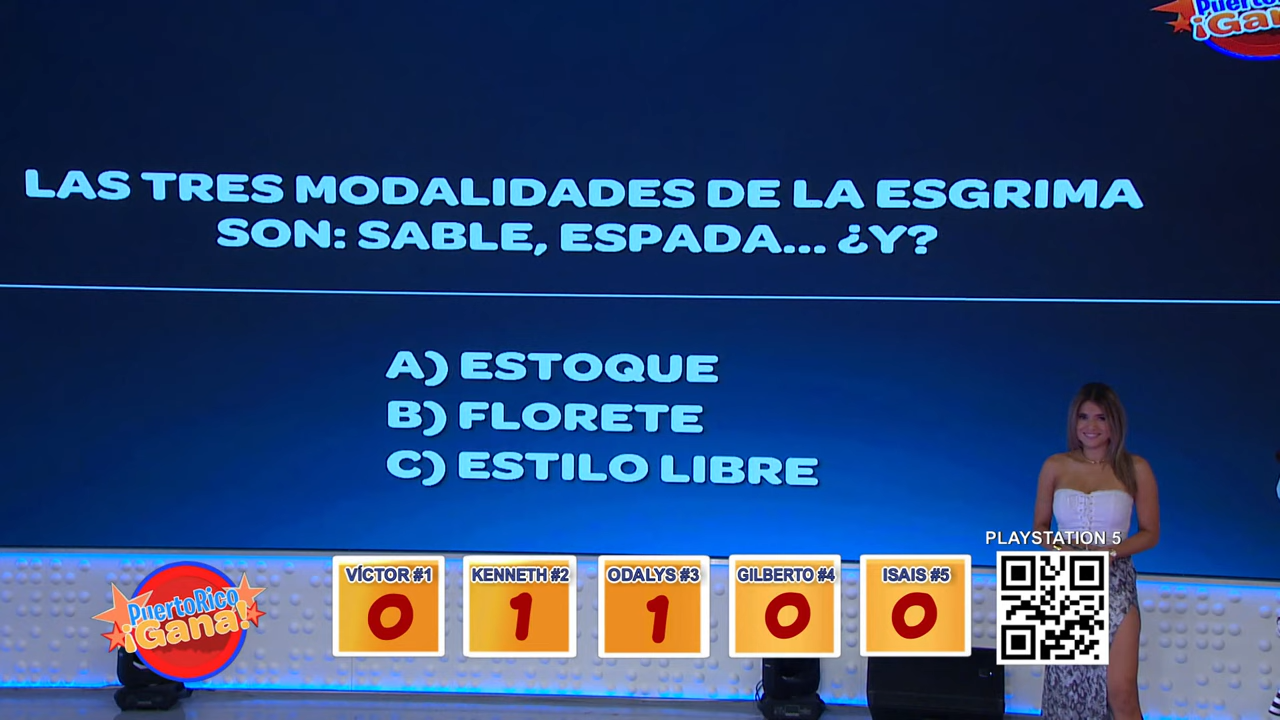 PuertoRico
¡Gana!
LAS TRES MODALIDADES DE LA ESGRIMA
SON: SABLE, ESPADA... ¿Y?
A) ESTOQUE
B) FLORETE
C) ESTILO LIBRE
PLAYSTATION 5
VÍCTOR #1
KENNETH #2
ODALYS #3
GILBERTO #4
ISAIS #5
0
1
1
0
0